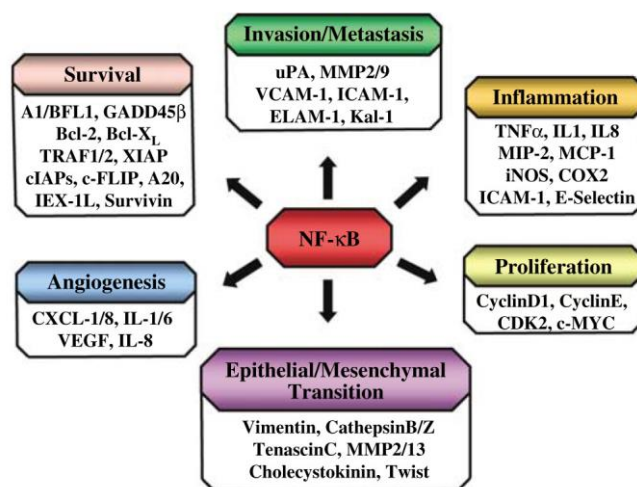 Invasion/Metastasis
uPA, MMP2/9
VCAM-1, ICAM-1,
ELAM-1, Kal-1
Survival
A1/BFL1, GADD45β
Bcl-2, Bcl-X_L
TRAF1/2, XIAP
cIAPs, c-FLIP, A20,
IEX-1L, Survivin
Inflammation
TNFα, IL1, IL8
MIP-2, MCP-1
iNOS, COX2
ICAM-1, E-Selectin
NF-κB
Angiogenesis
CXCL-1/8, IL-1/6
VEGF, IL-8
Proliferation
CyclinD1, CyclinE,
CDK2, c-MYC
Epithelial/Mesenchymal
Transition
Vimentin, CathepsinB/Z
TenascinC, MMP2/13
Cholecystokinin, Twist